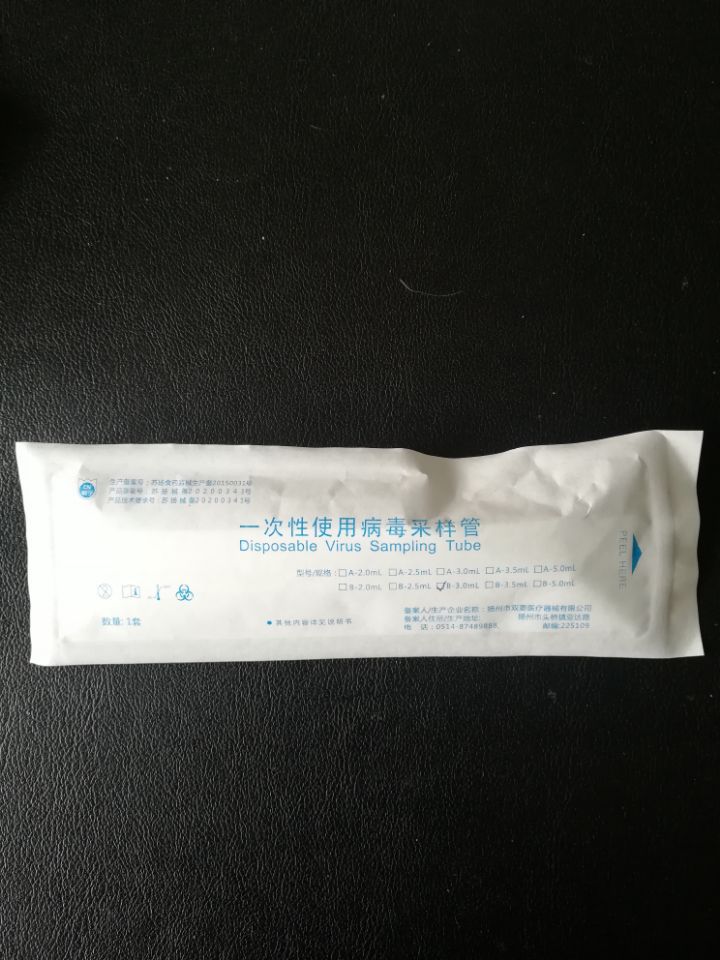 CN
生产备案号：苏扬食药监械生产备20150031号
产品备案号：苏扬械备20200343号
产品技术要求号：苏扬械备20200343号
一次性使用病毒采样管
Disposable Virus Sampling Tube
型号/规格：□A-2.0mL □A-2.5mL □A-3.0mL □A-3.5mL □A-5.0mL
□B-2.0mL □B-2.5mL ☑B-3.0mL □B-3.5mL □B-5.0mL
PEEL HERE
数量：1套
● 其他内容详见说明书
备案人/生产企业名称：扬州市双菱医疗器械有限公司
备案人住所/生产地址：扬州市头桥镇亚达路
电 话：0514-87489888 邮编：225109